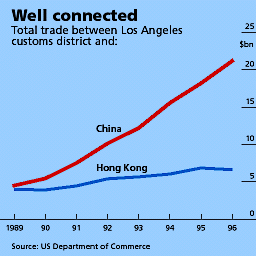 Well connected
Total trade between Los Angeles
customs district and:
25
$bn
20
China
15
10
Hong Kong
5
0
1989 90 91 92 93 94 95 96
Source: US Department of Commerce